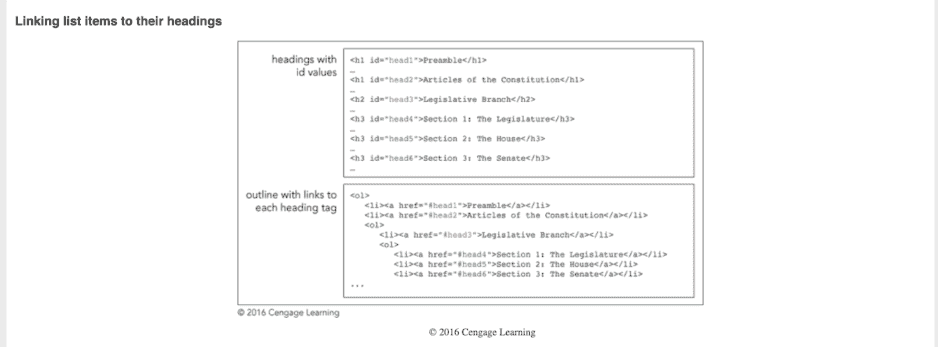 Linking list items to their headings
headings with
id values
<h1 id="head1">Preamble</h1>
…
<h1 id="head2">Articles of the Constitution</h1>
…
<h2 id="head3">Legislative Branch</h2>
…
<h3 id="head4">Section 1: The Legislature</h3>
…
<h3 id="head5">Section 2: The House</h3>
…
<h3 id="head6">Section 3: The Senate</h3>
…
outline with links to
each heading tag
<ol>
<li><a href="#head1">Preamble</a></li>
<li><a href="#head2">Articles of the Constitution</a></li>
<ol>
<li><a href="#head3">Legislative Branch</a></li>
<ol>
<li><a href="#head4">Section 1: The Legislature</a></li>
<li><a href="#head5">Section 2: The House</a></li>
<li><a href="#head6">Section 3: The Senate</a></li>
...
© 2016 Cengage Learning
© 2016 Cengage Learning